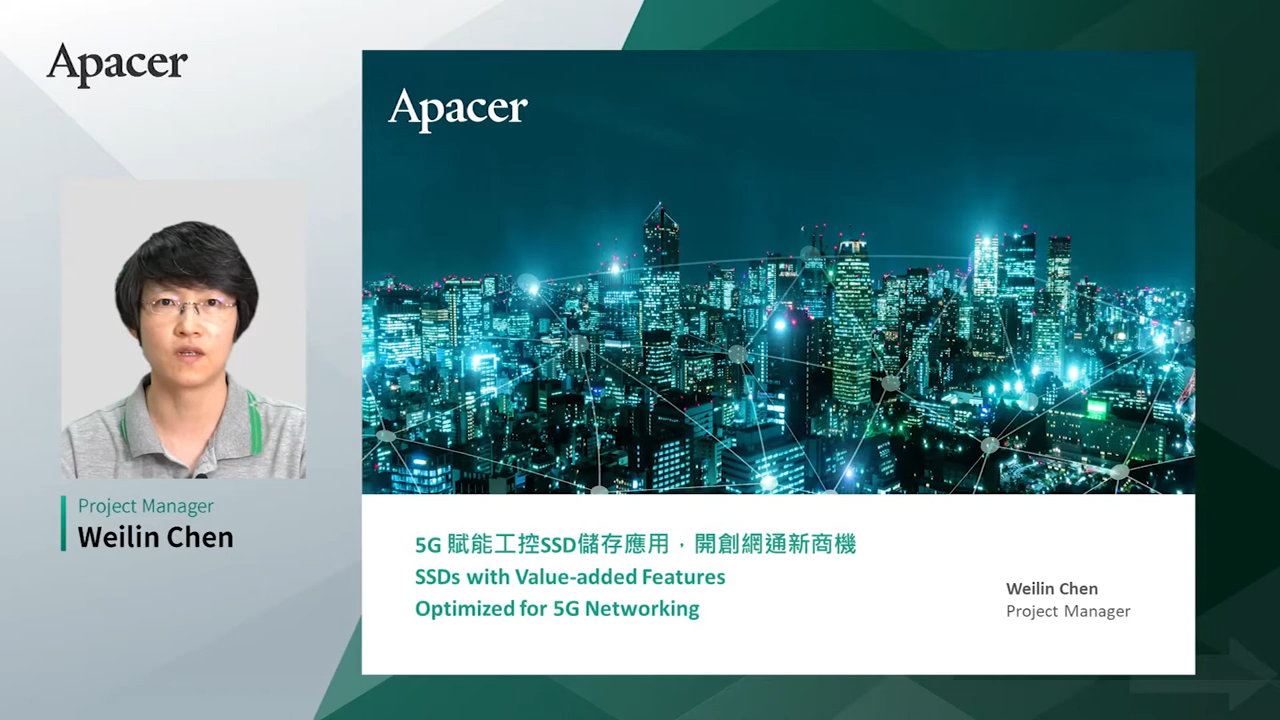 Apacer
Project Manager
Weilin Chen
Apacer
5G 賦能工控SSD儲存應用，開創網通新商機
SSDs with Value-added Features
Optimized for 5G Networking
Weilin Chen
Project Manager